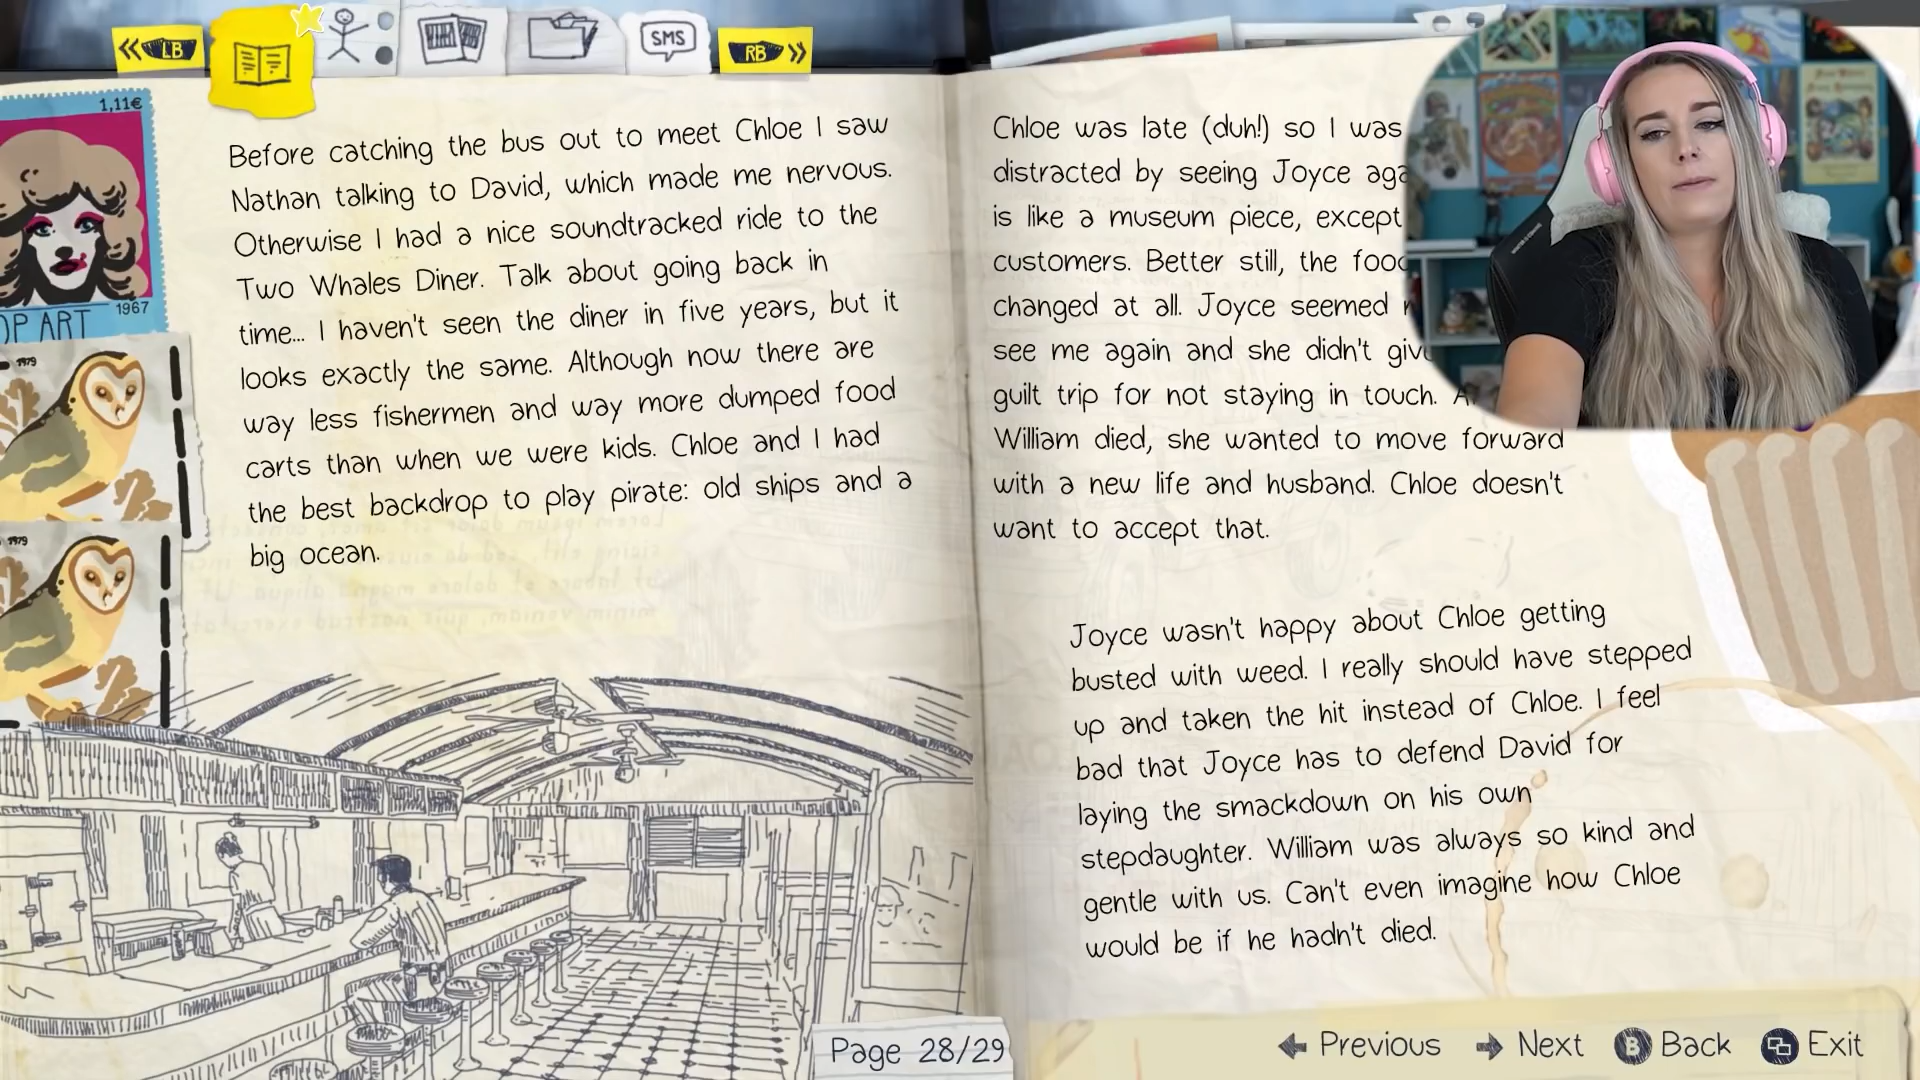 LB
SMS
RB
1,11€
1967
OP ART
1979
1979
Before catching the bus out to meet Chloe I saw
Nathan talking to David, which made me nervous.
Otherwise I had a nice soundtracked ride to the
Two Whales Diner. Talk about going back in
time... I haven't seen the diner in five years, but it
looks exactly the same. Although now there are
way less fishermen and way more dumped food
carts than when we were kids. Chloe and I had
the best backdrop to play pirate: old ships and a
big ocean.
Chloe was late (duh!) so I was
distracted by seeing Joyce aga
is like a museum piece, except
customers. Better still, the food
changed at all. Joyce seemed
see me again and she didn't give
guilt trip for not staying in touch.
William died, she wanted to move forward
with a new life and husband. Chloe doesn't
want to accept that.
Joyce wasn't happy about Chloe getting
busted with weed. I really should have stepped
up and taken the hit instead of Chloe. I feel
bad that Joyce has to defend David for
laying the smackdown on his own
stepdaughter. William was always so kind and
gentle with us. Can't even imagine how Chloe
would be if he hadn't died.
Page 28/29
Previous Next B Back Exit